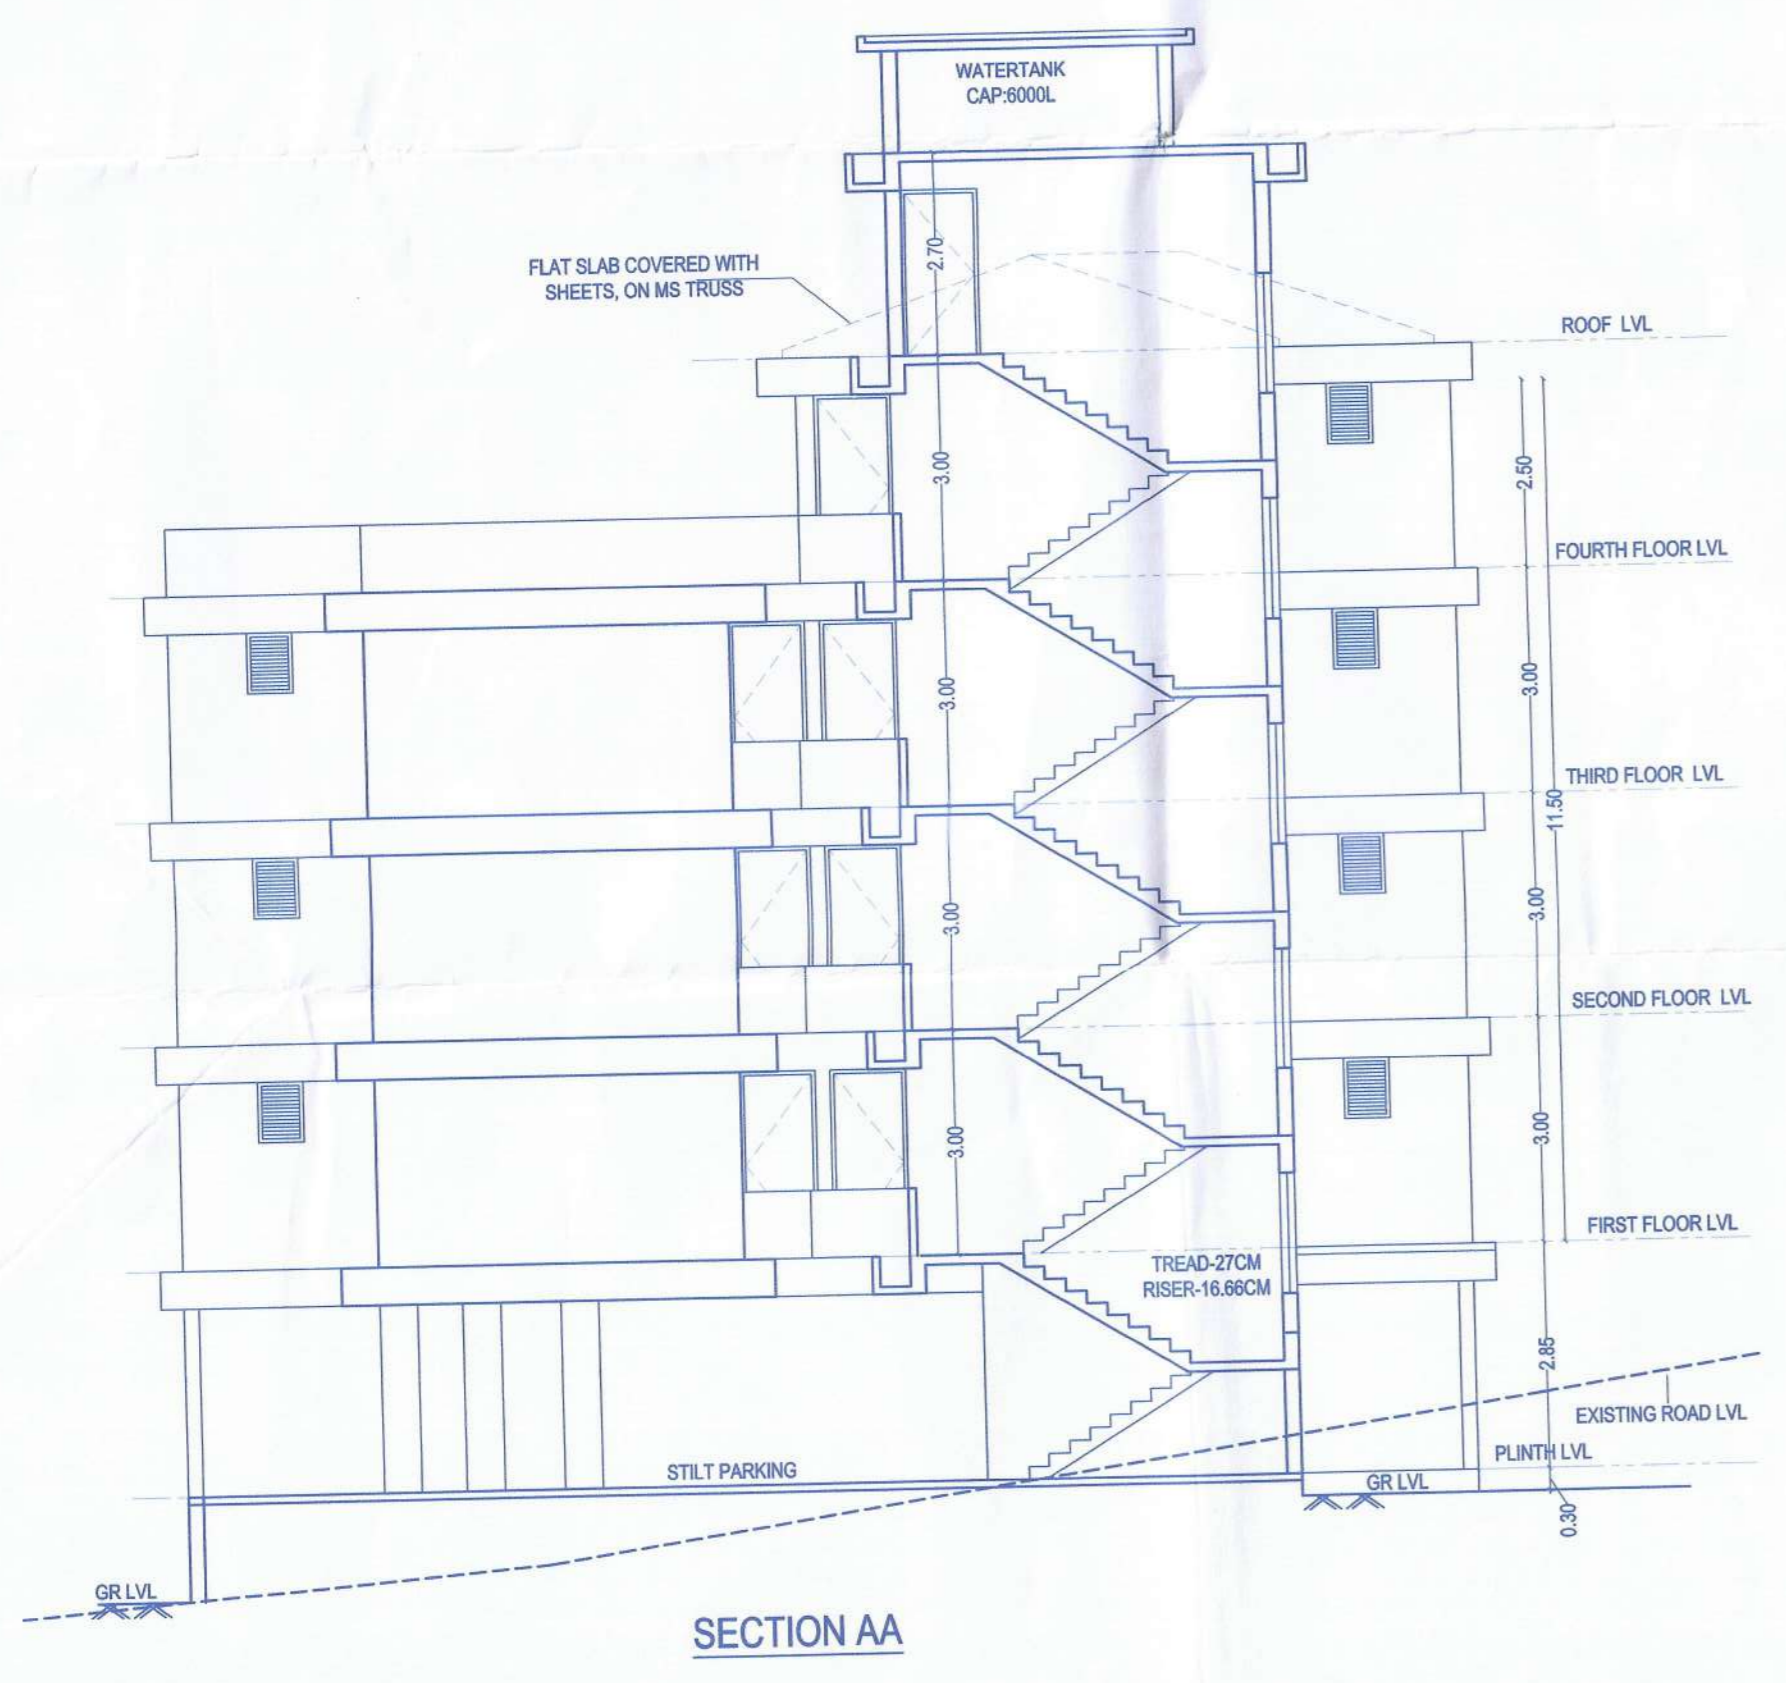 WATERTANK
CAP:6000L
2.70
FLAT SLAB COVERED WITH
SHEETS, ON MS TRUSS
ROOF LVL
3.00
2.50
FOURTH FLOOR LVL
3.00
3.00
THIRD FLOOR LVL
11.50
3.00
3.00
SECOND FLOOR LVL
3.00
3.00
FIRST FLOOR LVL
TREAD-27CM
RISER-16.66CM
2.85
EXISTING ROAD LVL
PLINTH LVL
STILT PARKING
GR LVL
0.30
GR LVL
SECTION AA